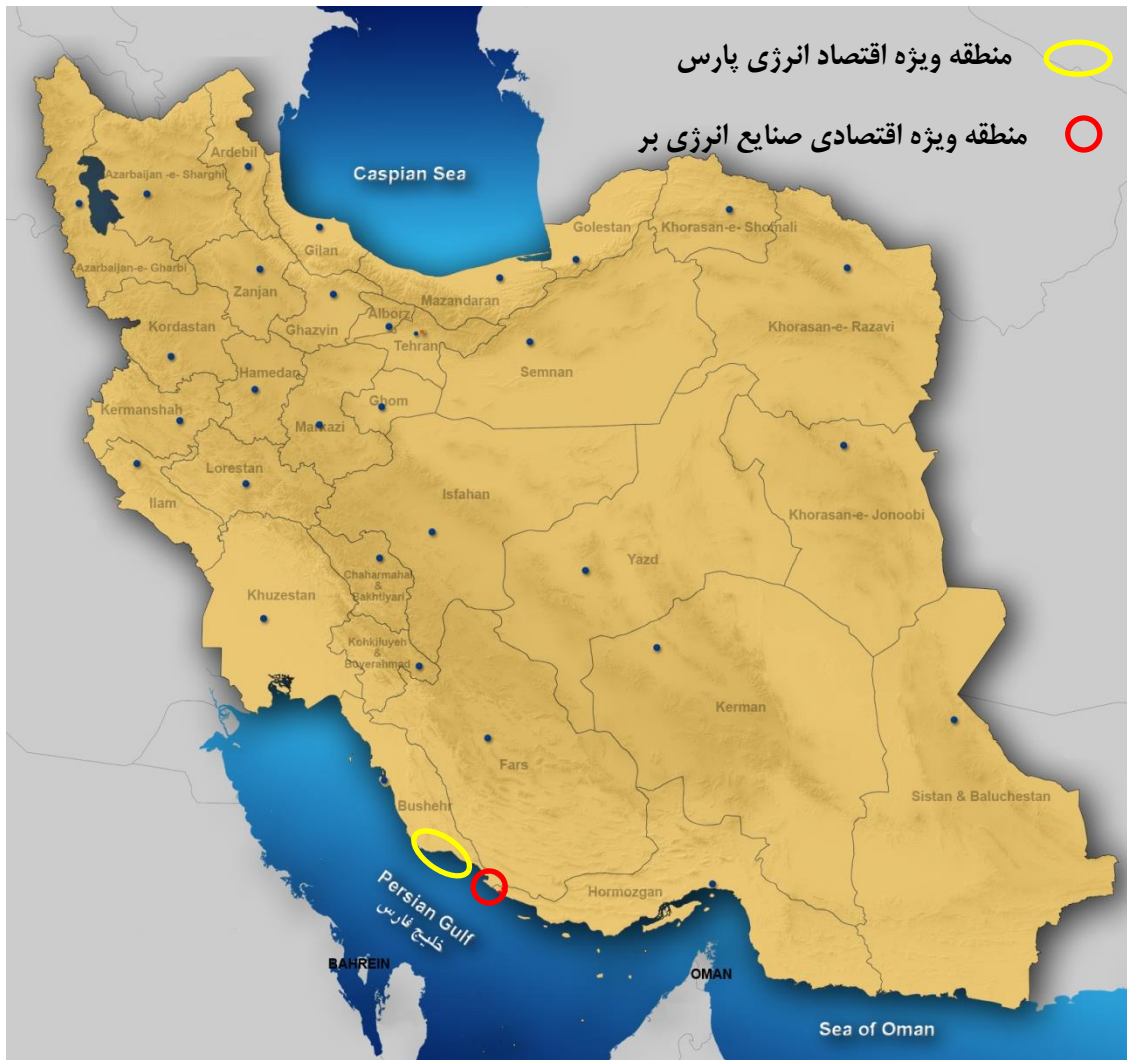 منطقه ویژه اقتصاد انرژی پارس
منطقه ویژه اقتصادی صنایع انرژی بر
Caspian Sea
Ardebil
Azarbaijan -e- Sharghi
Golestan
Khorasan-e- Shomali
Gilan
Azarbaijan-e- Gharbi
Zanjan
Mazandaran
Alborz
Kordastan
Ghazvin
Khorasan-e- Razavi
Tehran
Hamedan
Semnan
Kermanshah
Ghom
Markazi
Lorestan
Isfahan
Ilam
Khorasan-e- Jonoobi
Yazd
Chaharmahal
&
Bakhtiyari
Khuzestan
Kohkiluyeh
&
Boyerahmad
Kerman
Fars
Sistan & Baluchestan
Bushehr
Hormozgan
Persian Gulf
خلیج فارس
BAHREIN
OMAN
Sea of Oman